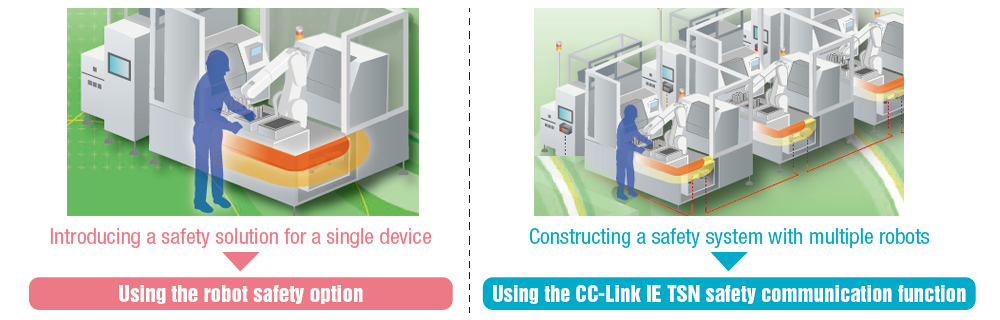 Introducing a safety solution for a single device
Using the robot safety option
Constructing a safety system with multiple robots
Using the CC-Link IE TSN safety communication function